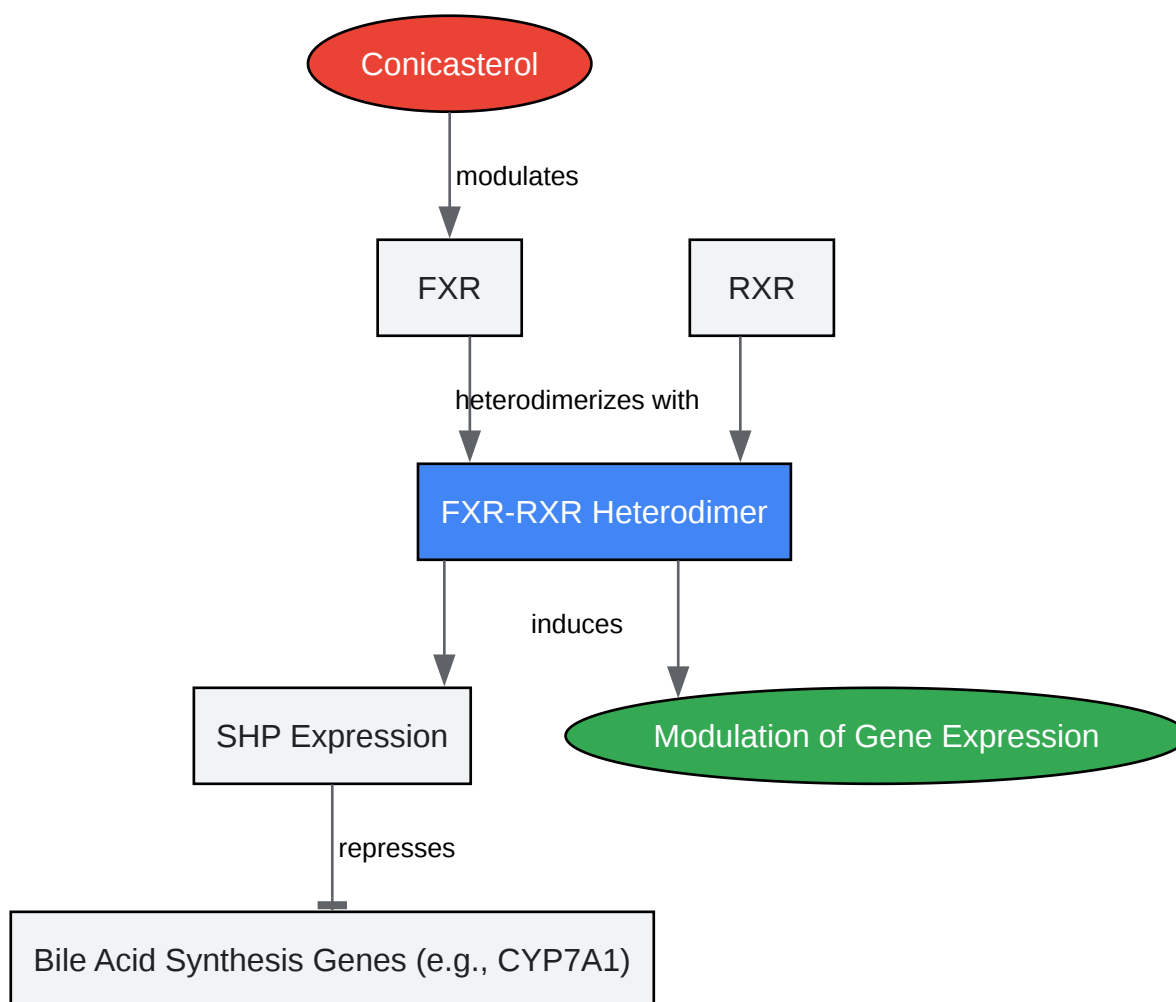 Conicasterol
modulates
FXR
RXR
heterodimerizes with
FXR-RXR Heterodimer
induces
SHP Expression
Modulation of Gene Expression
represses
Bile Acid Synthesis Genes (e.g., CYP7A1)